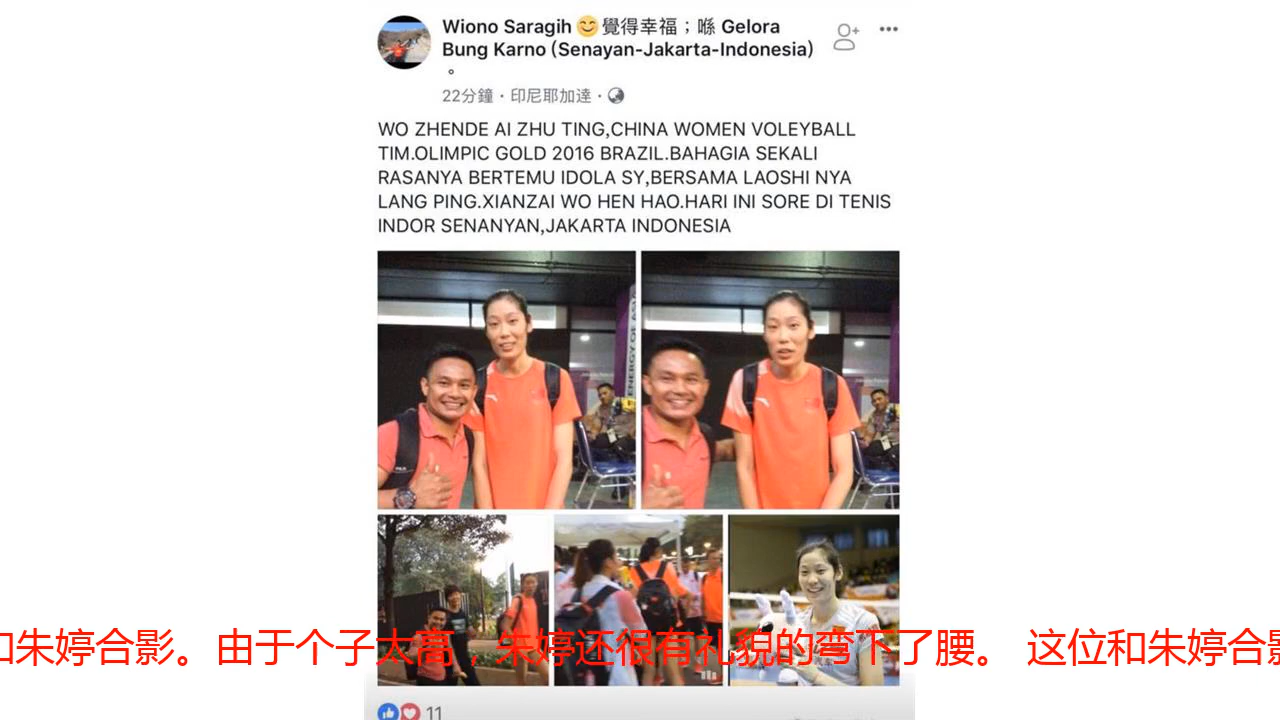 Wiono Saragih 😊覺得幸福；喺 Gelora
Bung Karno (Senayan-Jakarta-Indonesia)
。
22分鐘・印尼耶加達・
WO ZHENDE AI ZHU TING,CHINA WOMEN VOLEYBALL
TIM.OLIMPIC GOLD 2016 BRAZIL.BAHAGIA SEKALI
RASANYA BERTEMU IDOLA SY,BERSAMA LAOSHI NYA
LANG PING.XIANZAI WO HEN HAO.HARI INI SORE DI TENIS
INDOR SENANYAN,JAKARTA INDONESIA
ENERGY OF ASIA
和朱婷合影。由于个子太高，朱婷还很有礼貌的弯下了腰。 这位和朱婷合影
11